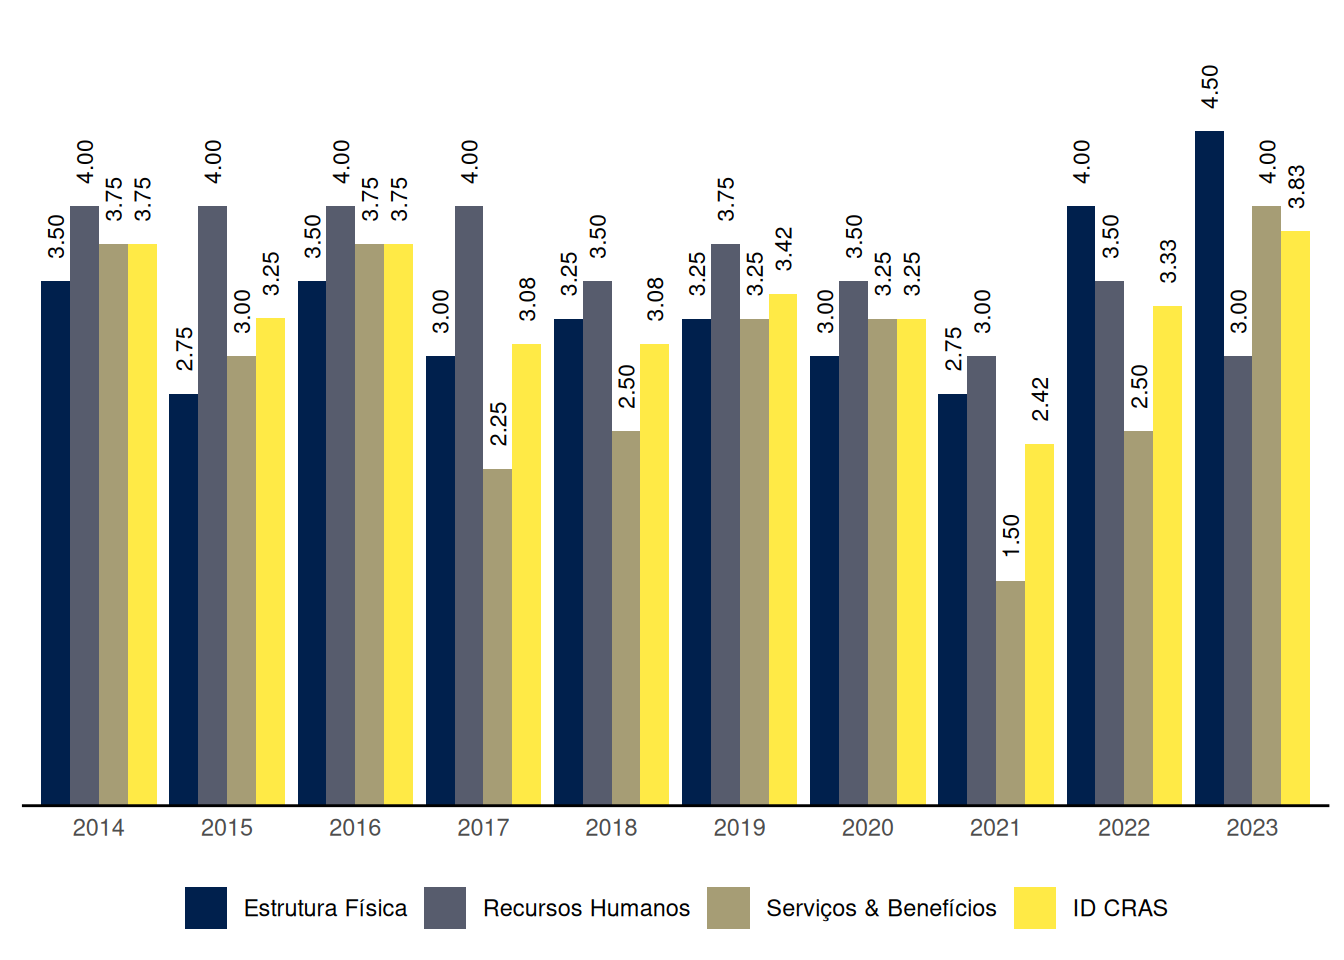 3.50 4.00 3.75 3.75
2.75 4.00 3.00 3.25
3.50 4.00 3.75 3.75
3.00 4.00 2.25 3.08
3.25 3.50 2.50 3.08
3.25 3.75 3.25 3.42
3.00 3.50 3.25 3.25
2.75 3.00 1.50 2.42
4.00 3.50 2.50 3.33
4.50 3.00 4.00 3.83
2014 2015 2016 2017 2018 2019 2020 2021 2022 2023
Estrutura Física Recursos Humanos Serviços & Benefícios ID CRAS